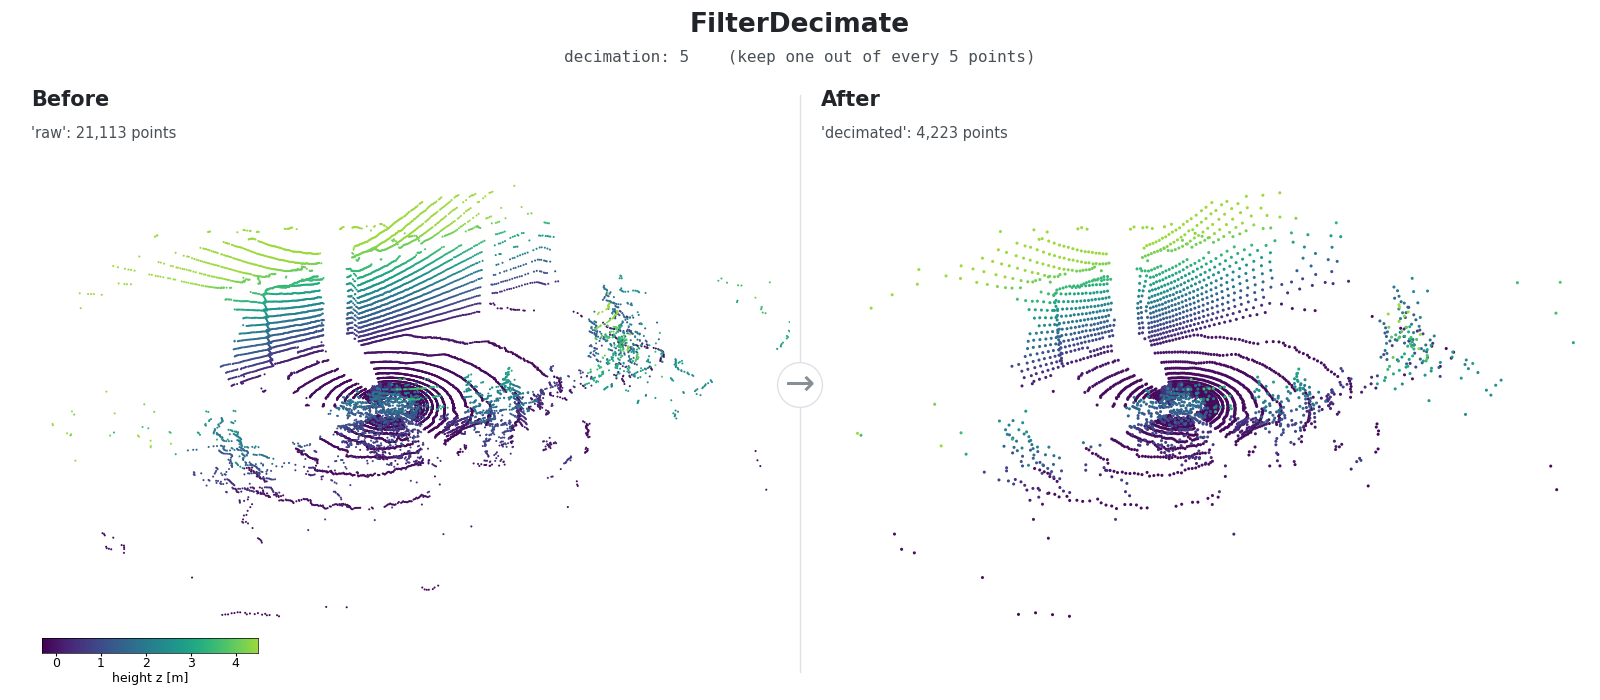 FilterDecimate
decimation: 5    (keep one out of every 5 points)
Before
'raw': 21,113 points
After
'decimated': 4,223 points
→
0 1 2 3 4
height z [m]